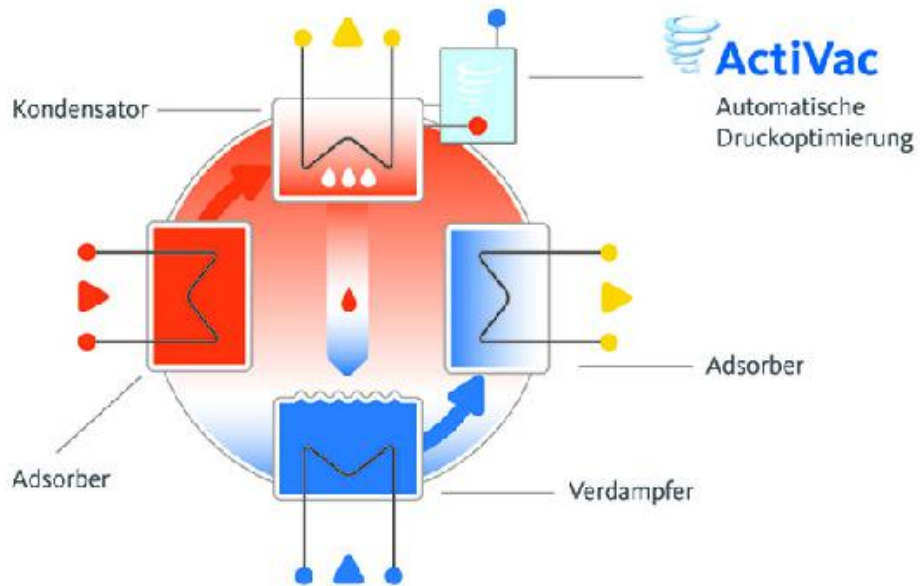 ActiVac
Automatische
Druckoptimierung
Kondensator
Adsorber
Adsorber
Verdampfer